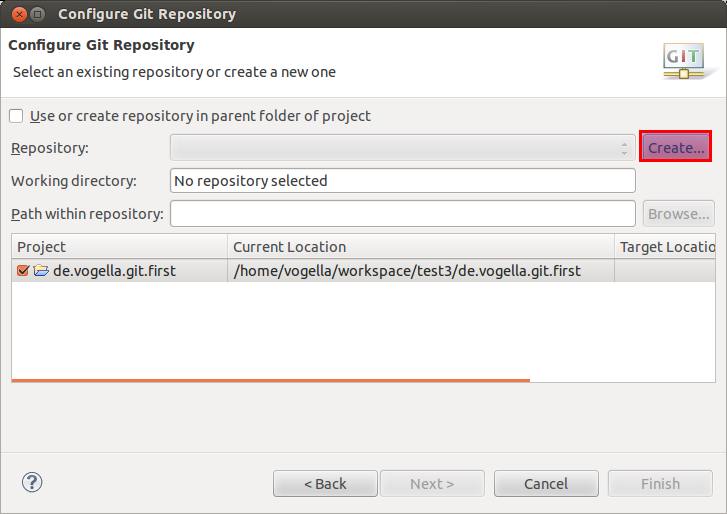 Configure Git Repository
Configure Git Repository
Select an existing repository or create a new one
GIT
Use or create repository in parent folder of project
Repository:
Create...
Working directory:
No repository selected
Path within repository:
Browse...
Project
Current Location
Target Locatio
de.vogella.git.first
/home/vogella/workspace/test3/de.vogella.git.first
?
< Back
Next >
Cancel
Finish